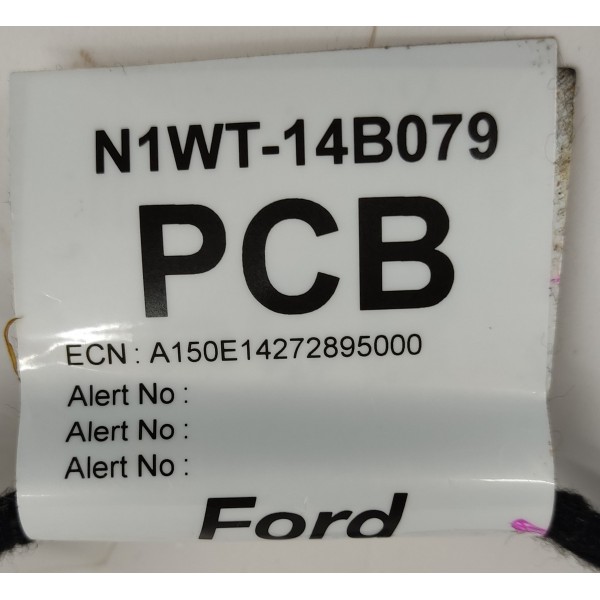 N1WT-14B079
PCB
ECN : A150E14272895000
Alert No :
Alert No :
Alert No :
Ford